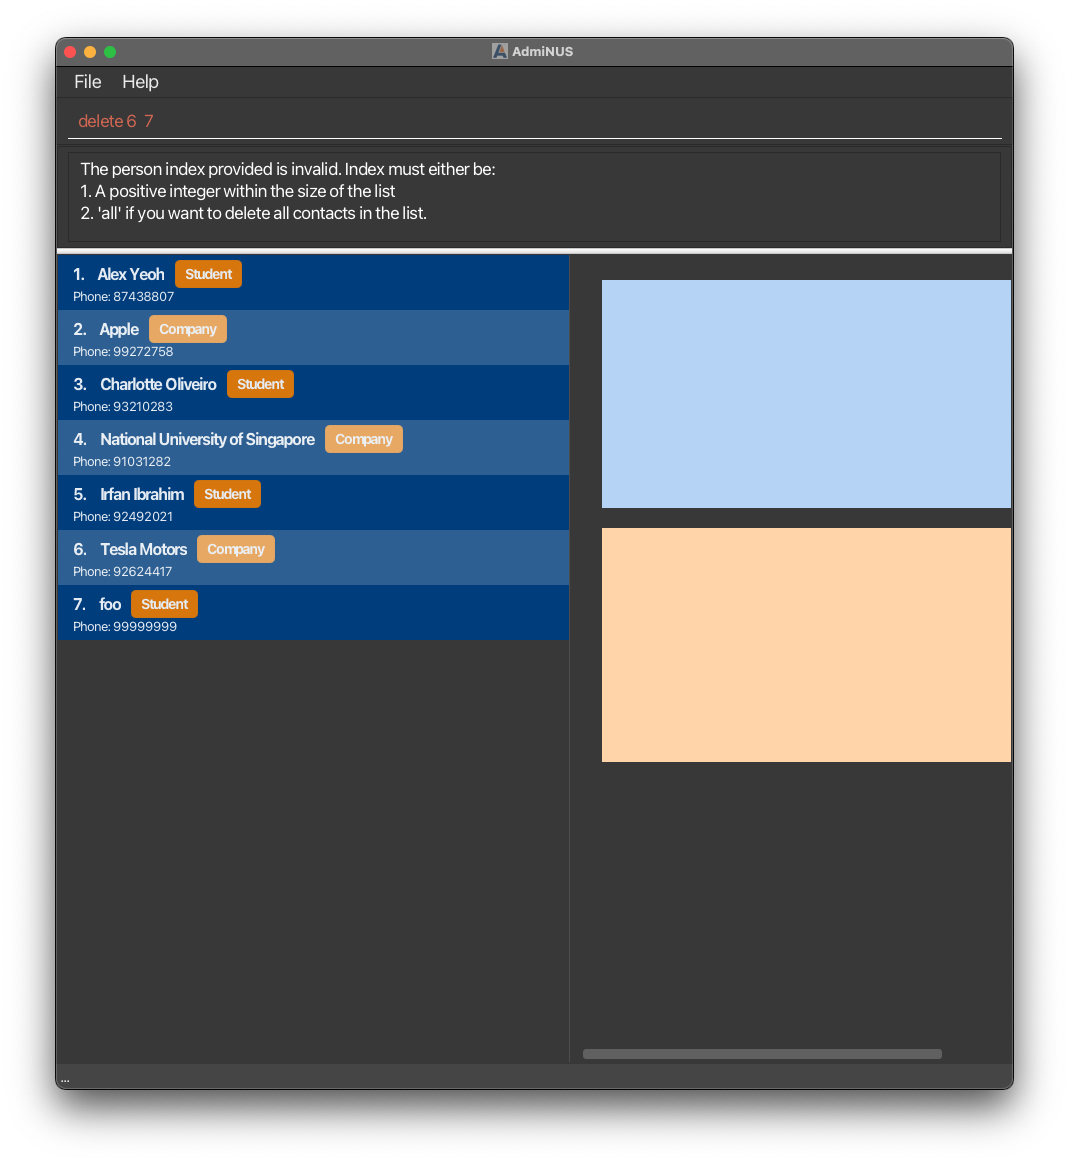 AdmiNUS
File Help
delete 6  7
The person index provided is invalid. Index must either be:
1. A positive integer within the size of the list
2. 'all' if you want to delete all contacts in the list.
1. Alex Yeoh Student
Phone: 87438807
2. Apple Company
Phone: 99272758
3. Charlotte Oliveiro Student
Phone: 93210283
4. National University of Singapore Company
Phone: 91031282
5. Irfan Ibrahim Student
Phone: 92492021
6. Tesla Motors Company
Phone: 92624417
7. foo Student
Phone: 99999999
...